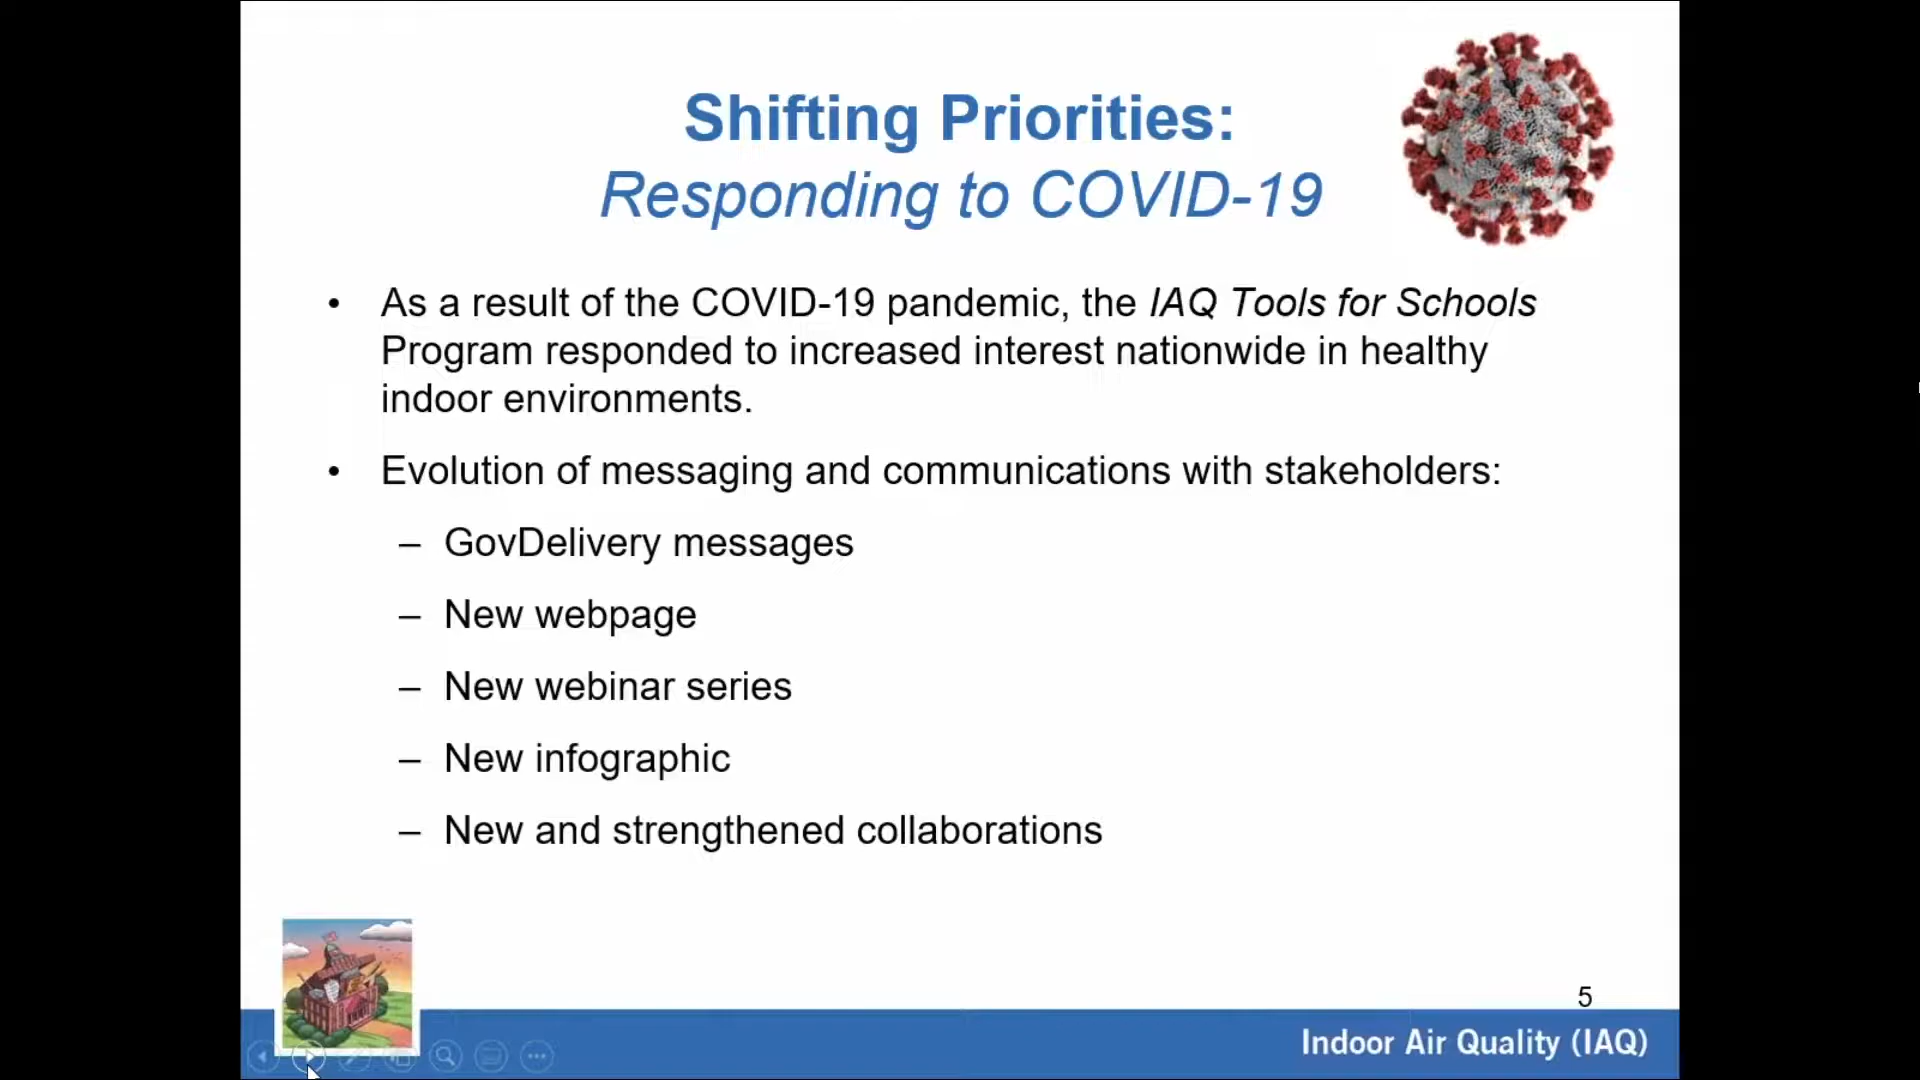 Shifting Priorities:
Responding to COVID-19
• As a result of the COVID-19 pandemic, the IAQ Tools for Schools
Program responded to increased interest nationwide in healthy
indoor environments.
• Evolution of messaging and communications with stakeholders:
– GovDelivery messages
– New webpage
– New webinar series
– New infographic
– New and strengthened collaborations
5
Indoor Air Quality (IAQ)